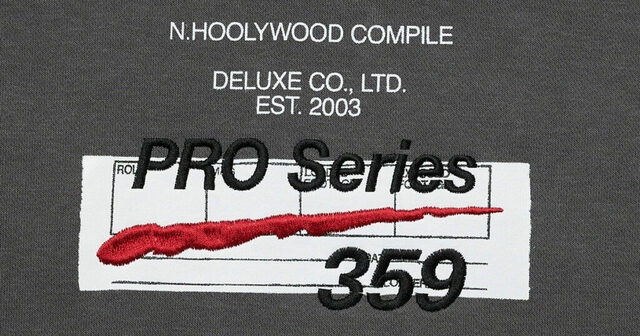 N.HOOLYWOOD COMPILE
DELUXE CO., LTD.
EST. 2003
PRO Series
359